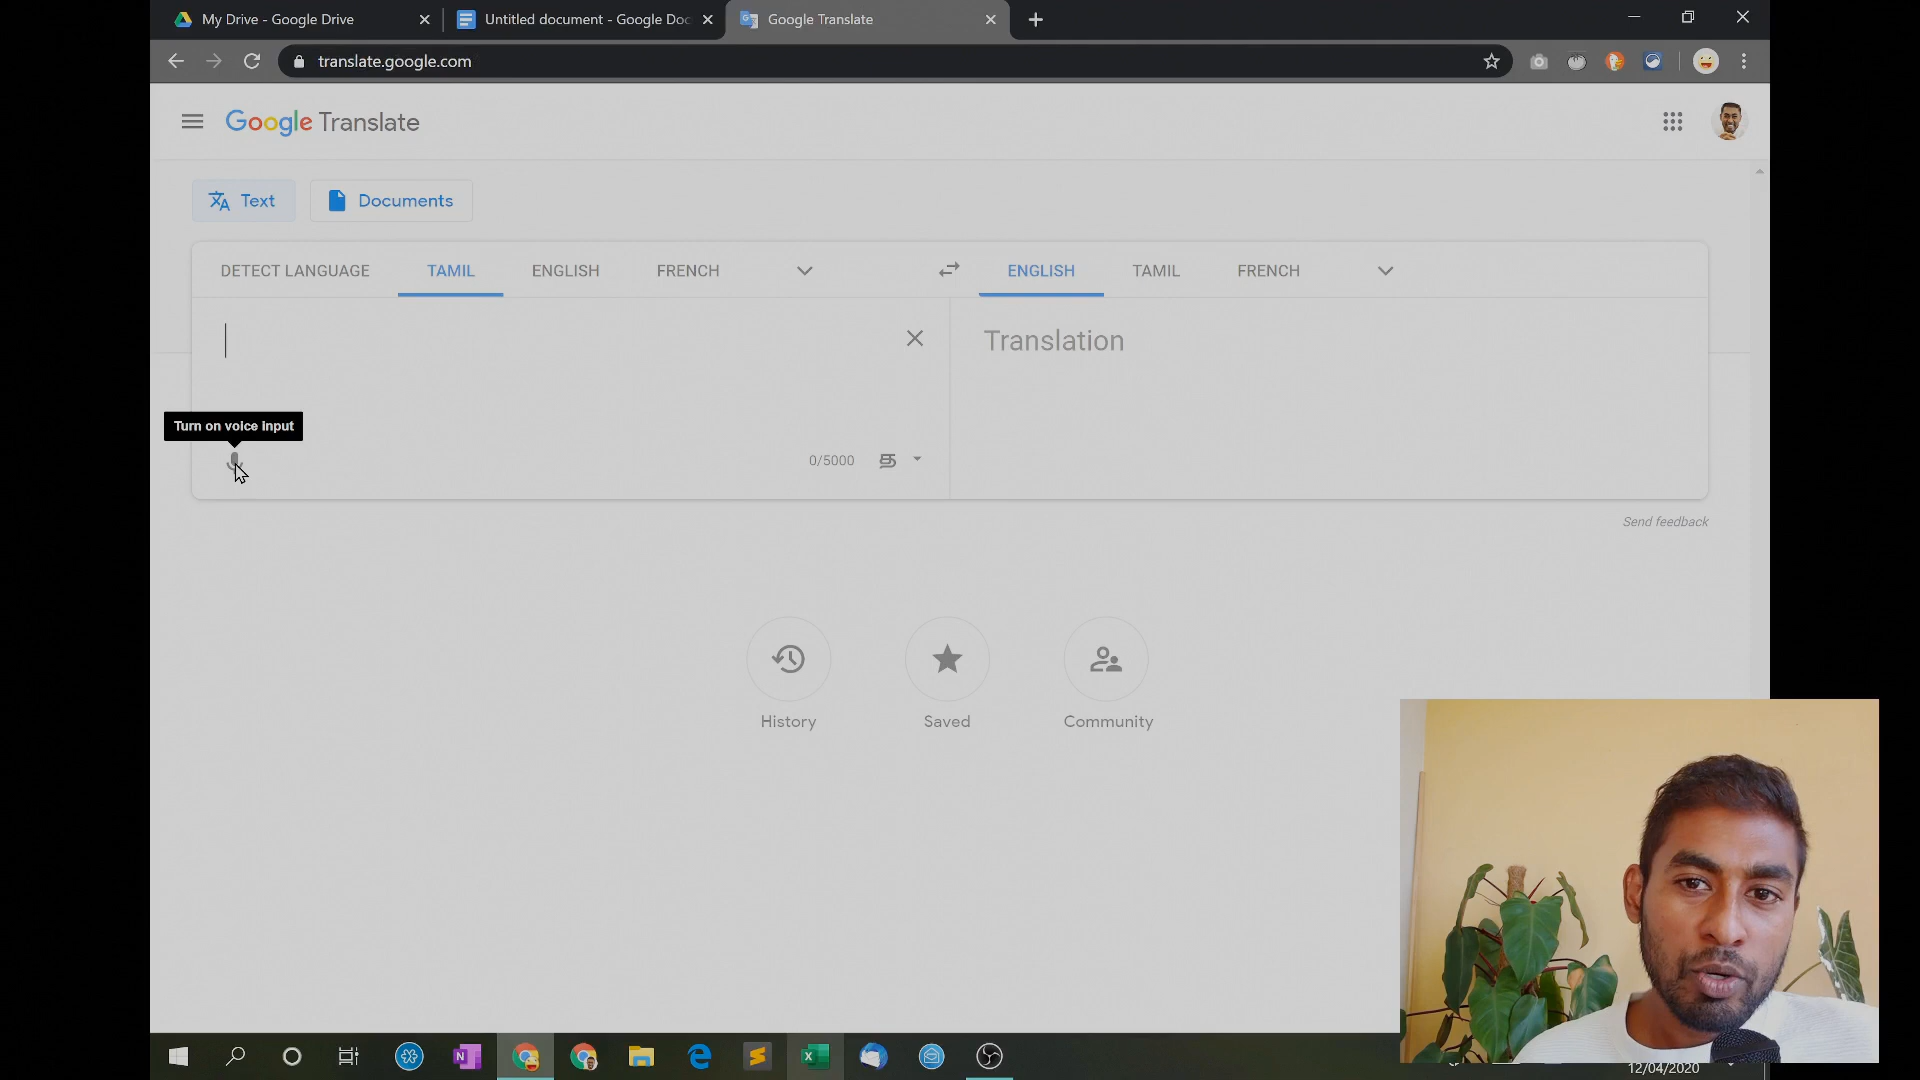 My Drive - Google Drive
Untitled document - Google Doc
Google Translate
translate.google.com
Google Translate
Text
Documents
DETECT LANGUAGE TAMIL ENGLISH FRENCH
ENGLISH TAMIL FRENCH
Translation
Turn on voice input
0/5000
Send feedback
History
Saved
Community
12/04/2020